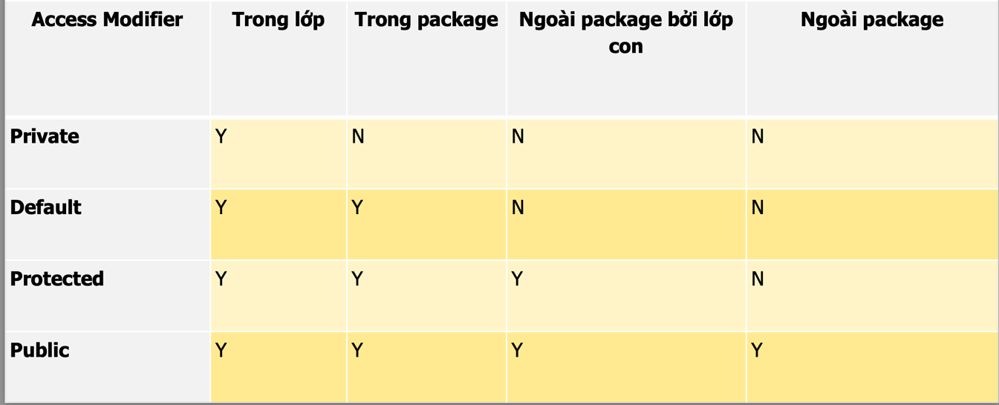 Access Modifier Trong lớp Trong package Ngoài package bởi lớp con Ngoài package
Private Y N N N
Default Y Y N N
Protected Y Y Y N
Public Y Y Y Y